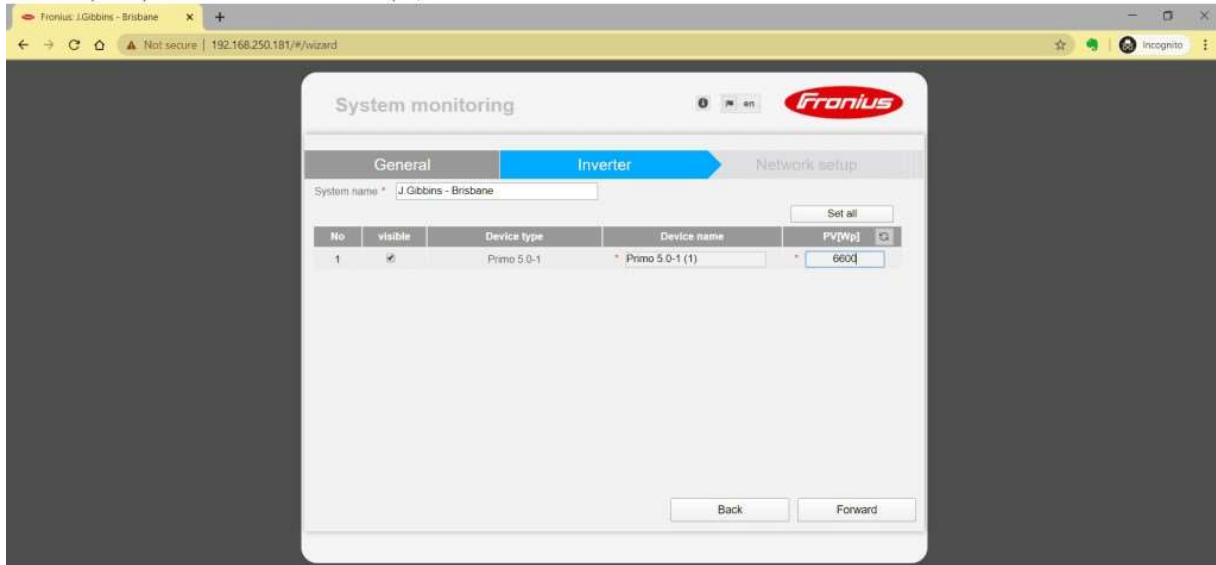 Fronius: J.Gibbins - Brisbane
Not secure | 192.168.250.181/#/wizard
Incognito
System monitoring
en
Fronius
General
Inverter
Network setup
System name * J.Gibbins - Brisbane
Set all
No visible Device type Device name PV[Wp]
1 Primo 5.0-1 * Primo 5.0-1 (1) * 6600
Back Forward